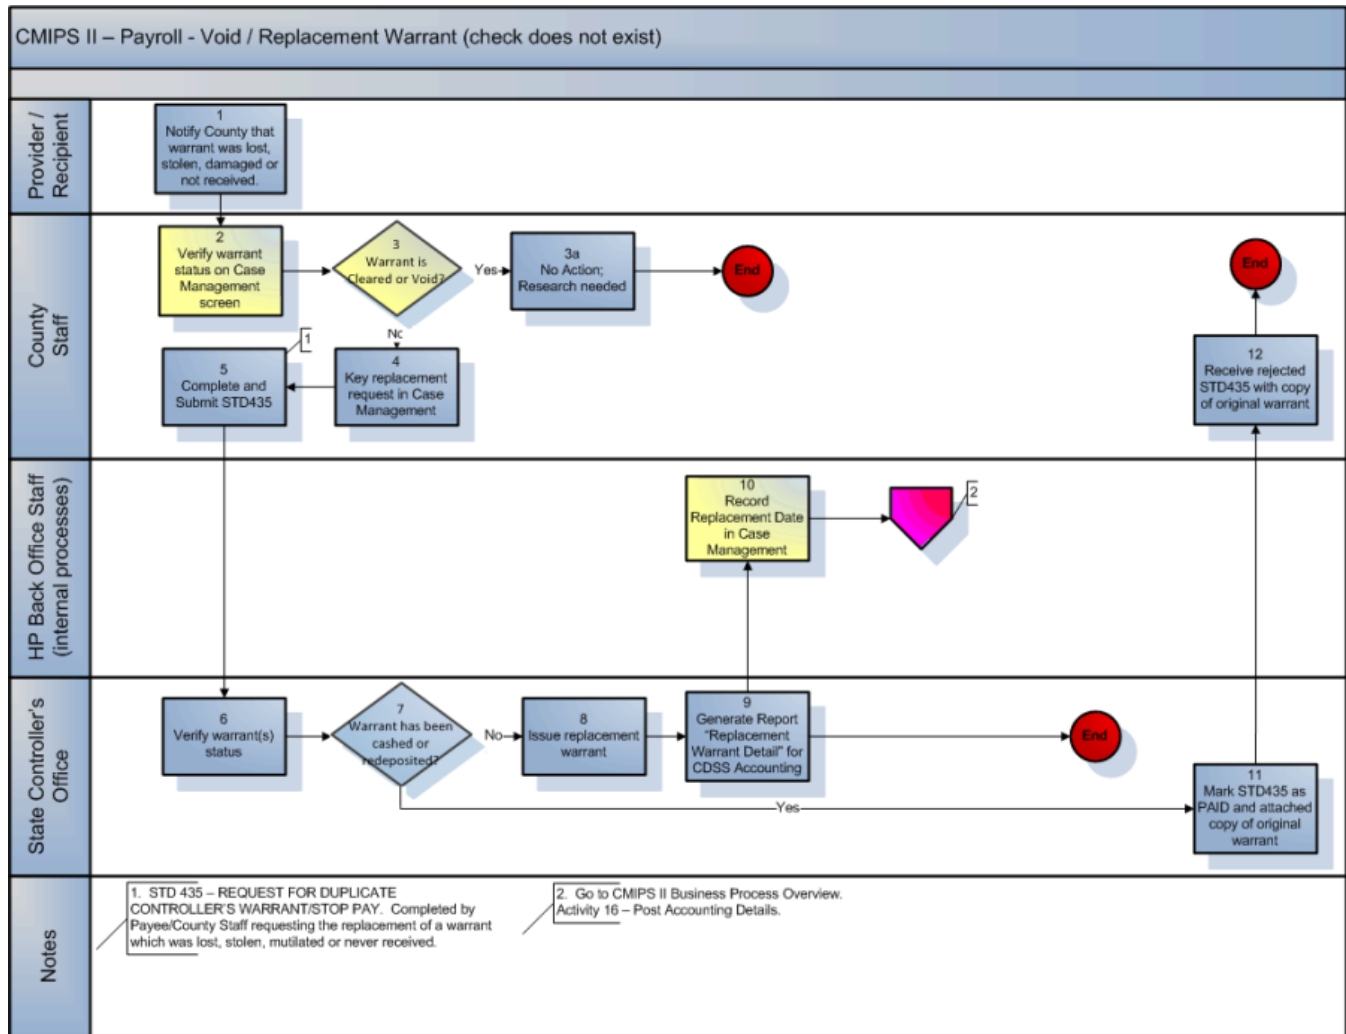 CMIPS II – Payroll - Void / Replacement Warrant (check does not exist)
Provider /
Recipient
1
Notify County that
warrant was lost,
stolen, damaged or
not received.
County
Staff
2
Verify warrant
status on Case
Management
screen
3
Warrant is
Cleared or Void?
Yes
3a
No Action;
Research needed
End
End
No
1
5
Complete and
Submit STD435
4
Key replacement
request in Case
Management
12
Receive rejected
STD435 with copy
of original warrant
HP Back Office Staff
(internal processes)
10
Record
Replacement Date
in Case
Management
2
State Controller's
Office
6
Verify warrant(s)
status
7
Warrant has been
cashed or
redeposited?
No
8
Issue replacement
warrant
9
Generate Report
“Replacement
Warrant Detail” for
CDSS Accounting
End
Yes
11
Mark STD435 as
PAID and attached
copy of original
warrant
Notes
1. STD 435 – REQUEST FOR DUPLICATE
CONTROLLER'S WARRANT/STOP PAY. Completed by
Payee/County Staff requesting the replacement of a warrant
which was lost, stolen, mutilated or never received.
2. Go to CMIPS II Business Process Overview.
Activity 16 – Post Accounting Details.